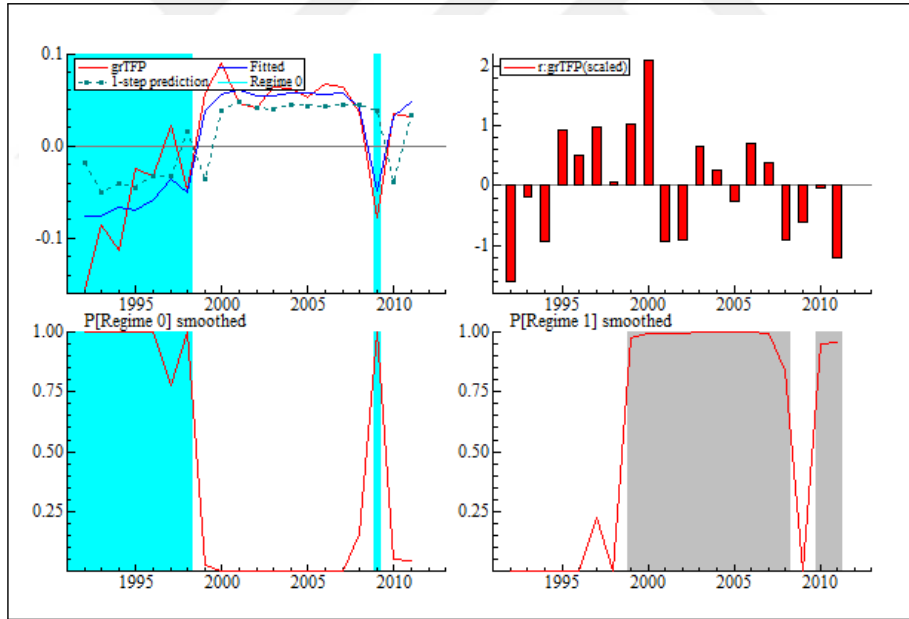 grTFP Fitted
1-step prediction Regime 0
0.1
0.0
-0.1
1995 2000 2005 2010
r:grTFP(scaled)
2
1
0
-1
1995 2000 2005 2010
P[Regime 0] smoothed
1.00
0.75
0.50
0.25
1995 2000 2005 2010
P[Regime 1] smoothed
1.00
0.75
0.50
0.25
1995 2000 2005 2010